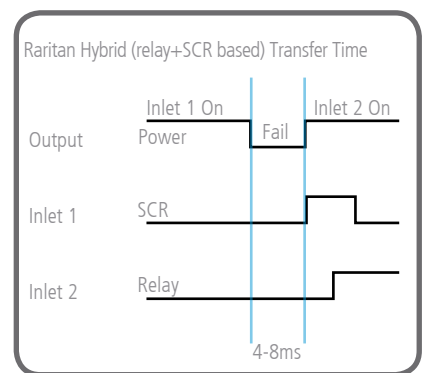 Raritan Hybrid (relay+SCR based) Transfer Time
Inlet 1 On
Inlet 2 On
Output
Power
Fail
Inlet 1
SCR
Inlet 2
Relay
4-8ms